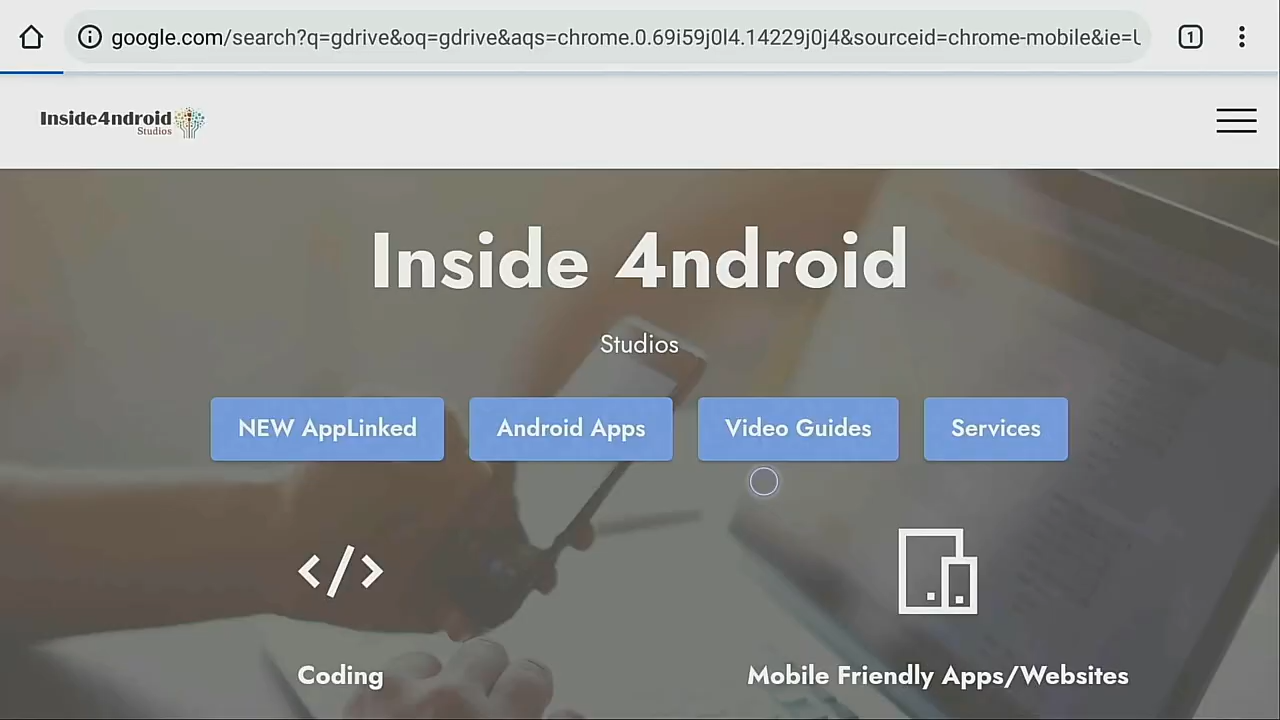 google.com/search?q=gdrive&oq=gdrive&aqs=chrome.0.69i59j0l4.14229j0j4&sourceid=chrome-mobile&ie=U
1
Inside4ndroid
Studios
Inside 4ndroid
Studios
NEW AppLinked
Android Apps
Video Guides
Services
</>
Coding
Mobile Friendly Apps/Websites